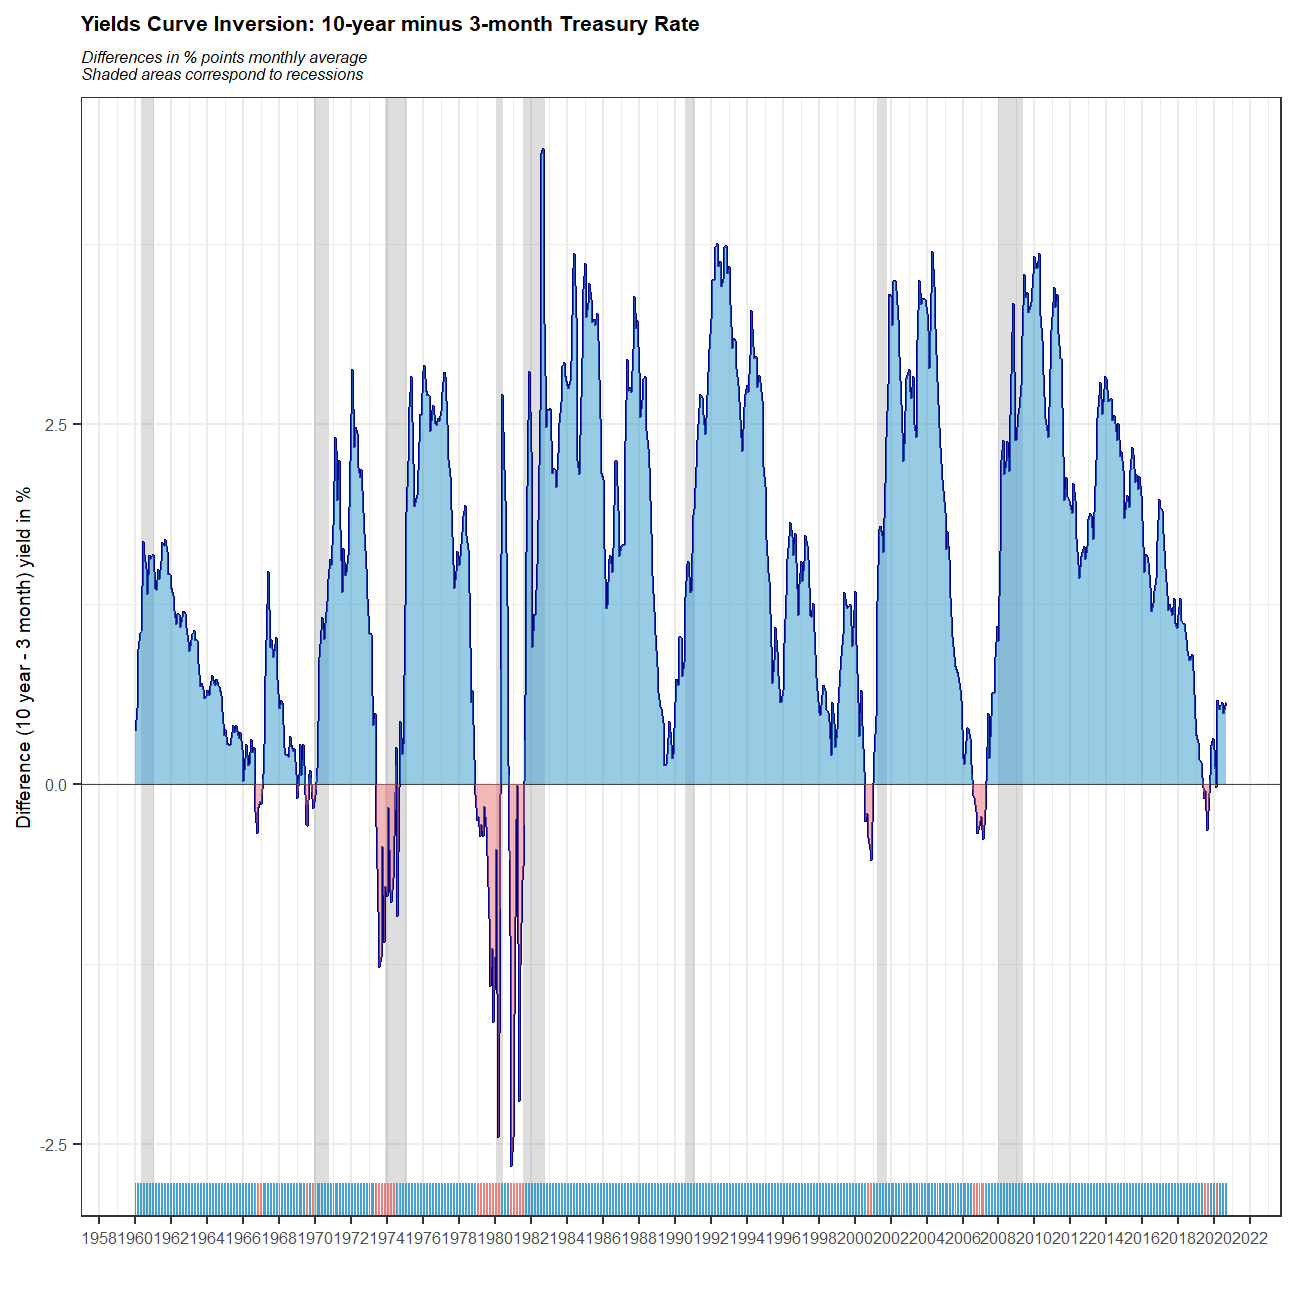 Yields Curve Inversion: 10-year minus 3-month Treasury Rate
Differences in % points monthly average
Shaded areas correspond to recessions
Difference (10 year - 3 month) yield in %
2.5
0.0
-2.5
1958 1960 1962 1964 1966 1968 1970 1972 1974 1976 1978 1980 1982 1984 1986 1988 1990 1992 1994 1996 1998 2000 2002 2004 2006 2008 2010 2012 2014 2016 2018 2020 2022